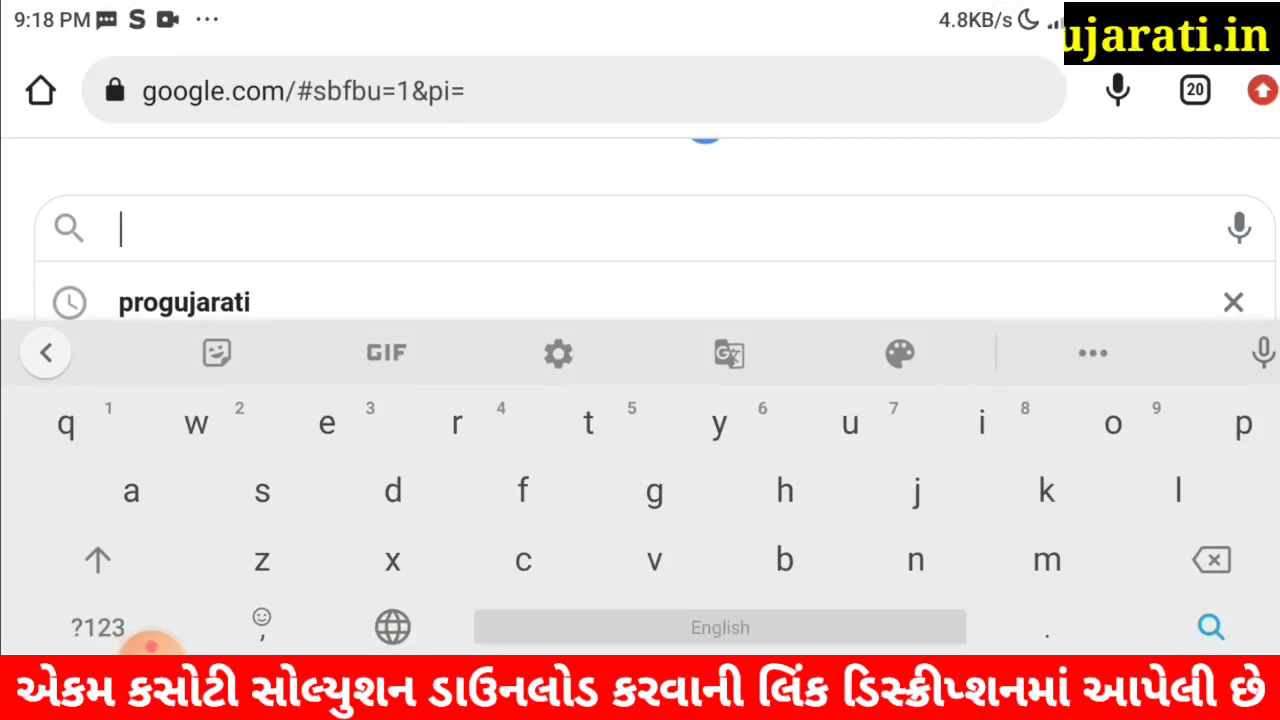 9:18 PM S ... 4.8KB/s
ujarati.in
google.com/#sbfbu=1&pi=
20
progujarati
GIF
q 1 w 2 e 3 r 4 t 5 y 6 u 7 i 8 o 9 p
a s d f g h j k l
z x c v b n m
?123 , English .
એકમ કસોટી સોલ્યુશન ડાઉનલોડ કરવાની લિંક ડિસ્ક્રીપ્શનમાં આપેલી છે